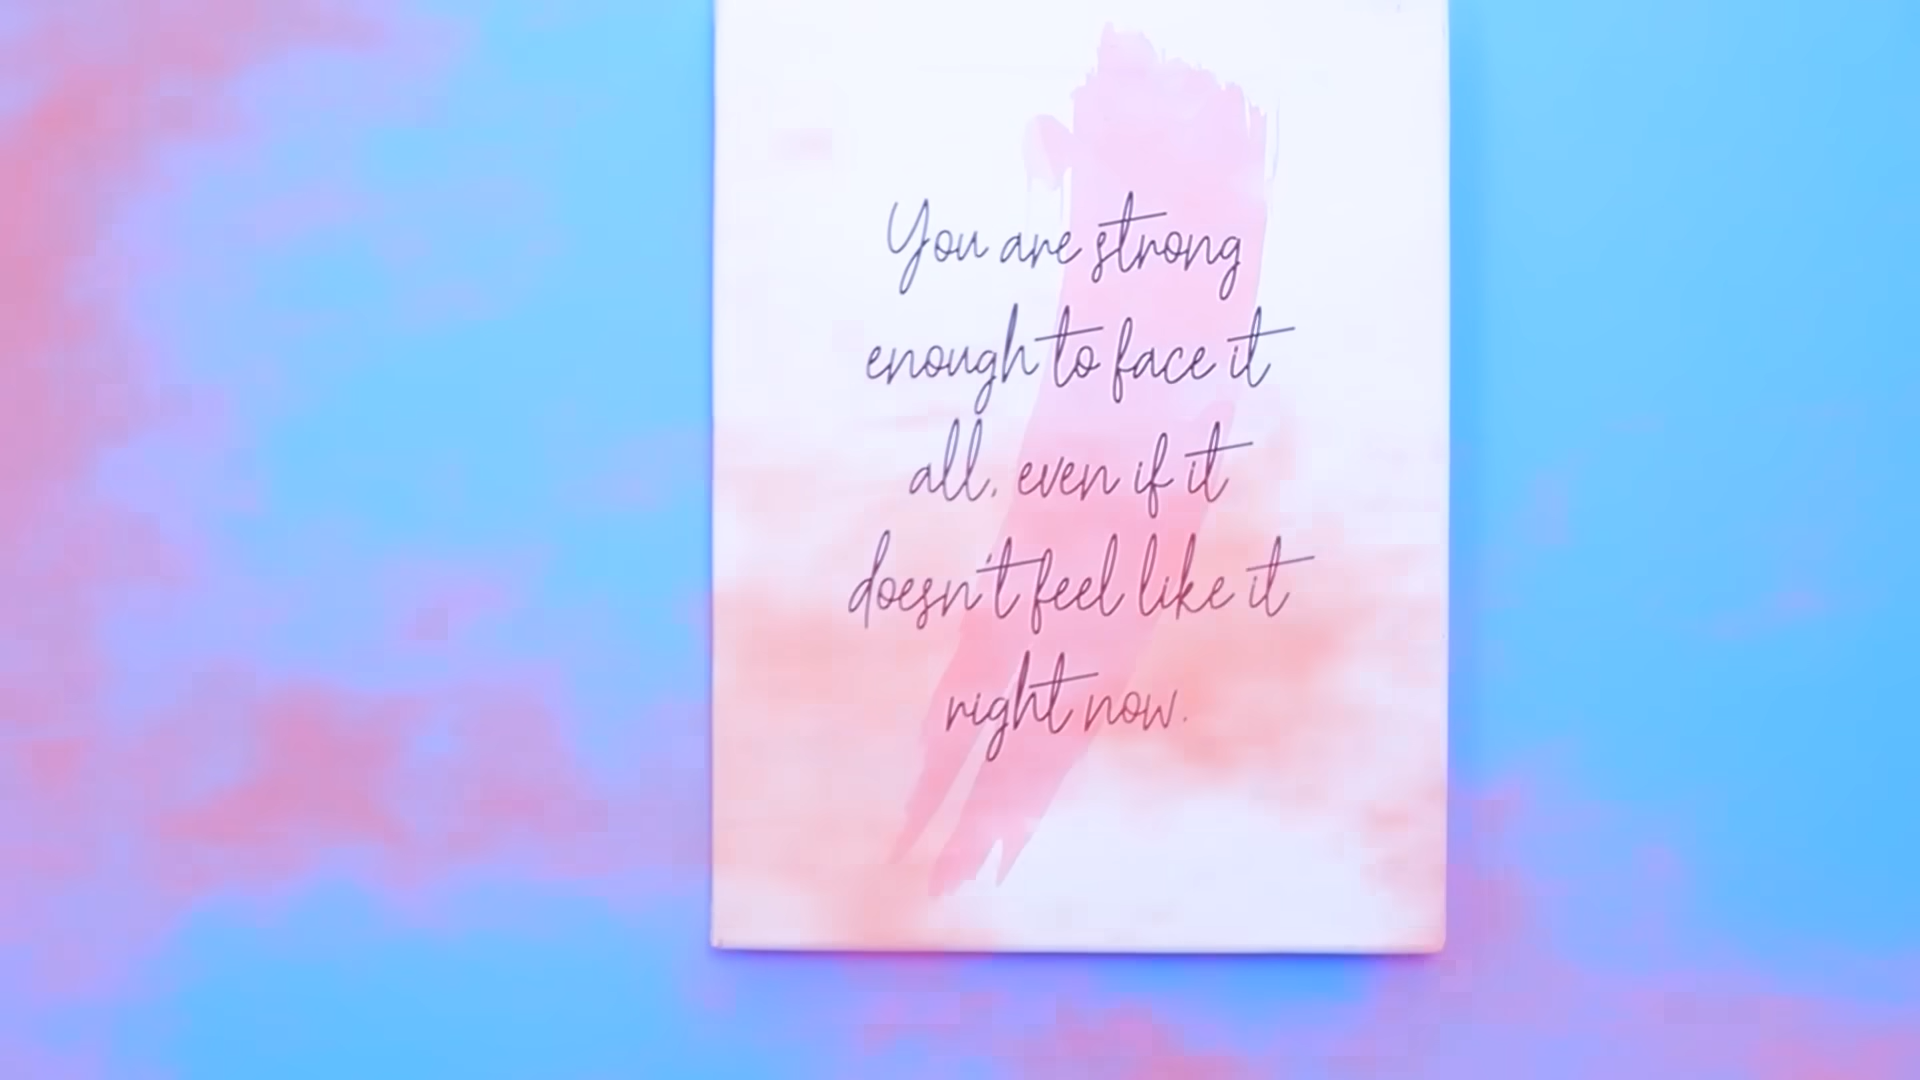 You are strong
enough to face it
all, even if it
doesn't feel like it
right now.